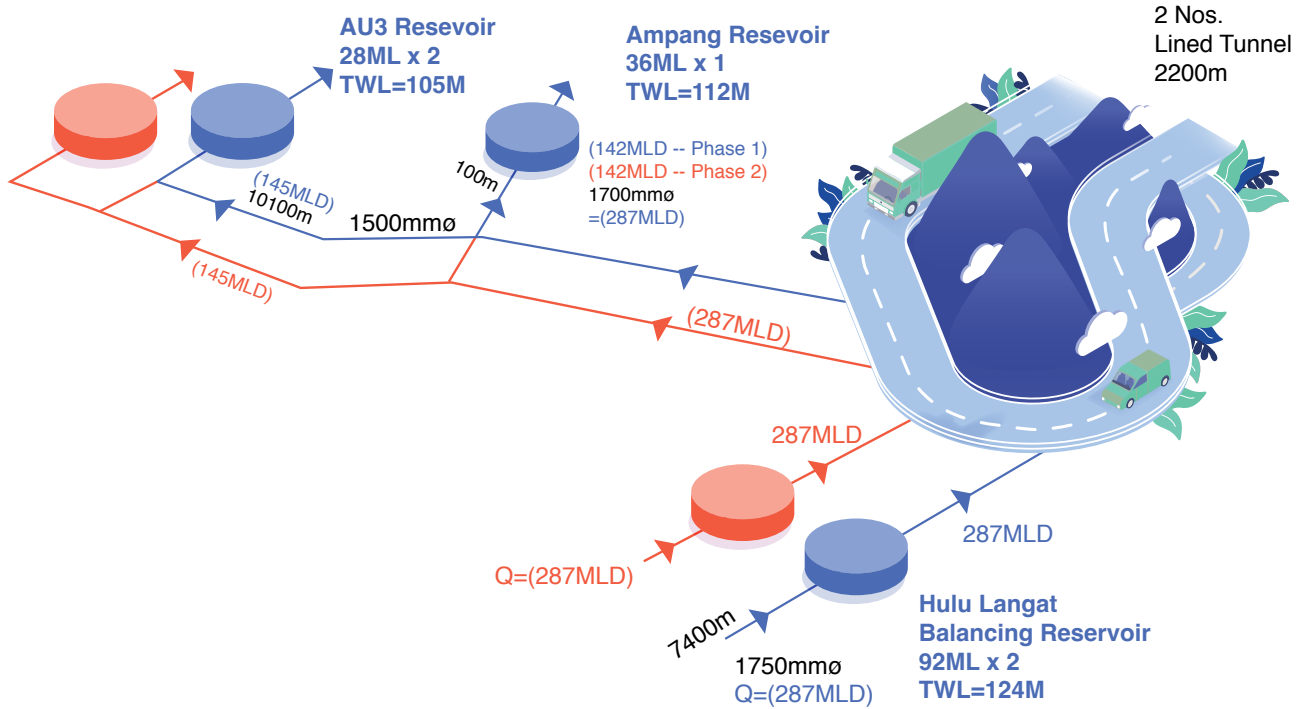 AU3 Resevoir
28ML x 2
TWL=105M
Ampang Resevoir
36ML x 1
TWL=112M
2 Nos.
Lined Tunnel
2200m
(142MLD -- Phase 1)
(142MLD -- Phase 2)
1700mmø
=(287MLD)
100m
(145MLD)
10100m
1500mmø
(145MLD)
(287MLD)
287MLD
287MLD
Q=(287MLD)
7400m
1750mmø
Q=(287MLD)
Hulu Langat
Balancing Reservoir
92ML x 2
TWL=124M